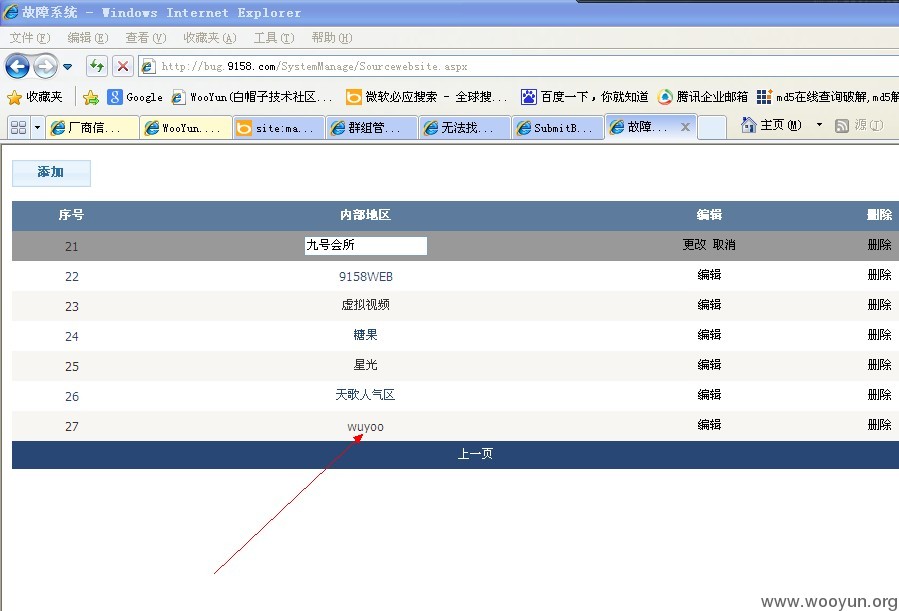 故障系统 - Windows Internet Explorer
文件(F) 编辑(E) 查看(V) 收藏夹(A) 工具(T) 帮助(H)
http://bug.9158.com/SystemManage/Sourcewebsite.aspx
收藏夹 Google WooYun(白帽子技术社区... 微软必应搜索 - 全球搜... 百度一下，你就知道 腾讯企业邮箱 md5在线查询破解,md5解
厂商信... WooYun.... site:ma... 群组管... 无法找... SubmitB... 故障... 主页(M) 源(J)
添加
序号 内部地区 编辑 删除
21 九号会所 更改 取消 删除
22 9158WEB 编辑 删除
23 虚拟视频 编辑 删除
24 糖果 编辑 删除
25 星光 编辑 删除
26 天歌人气区 编辑 删除
27 wuyoo 编辑 删除
上一页
www.wooyun.org